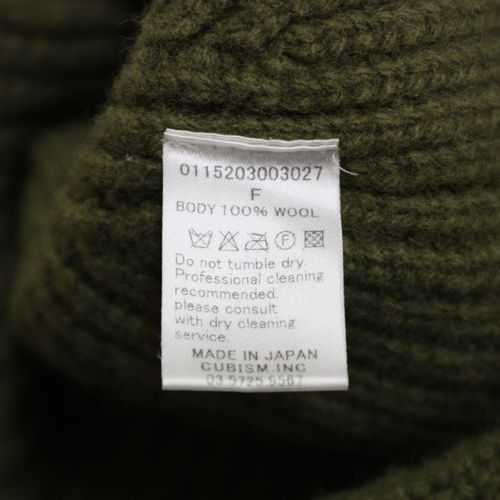 0115203003027
F
BODY 100% WOOL
F
Do not tumble dry.
Professional cleaning
recommended.
please consult
with dry cleaning
service.
MADE IN JAPAN
CUBISM.INC
03.5725.9567